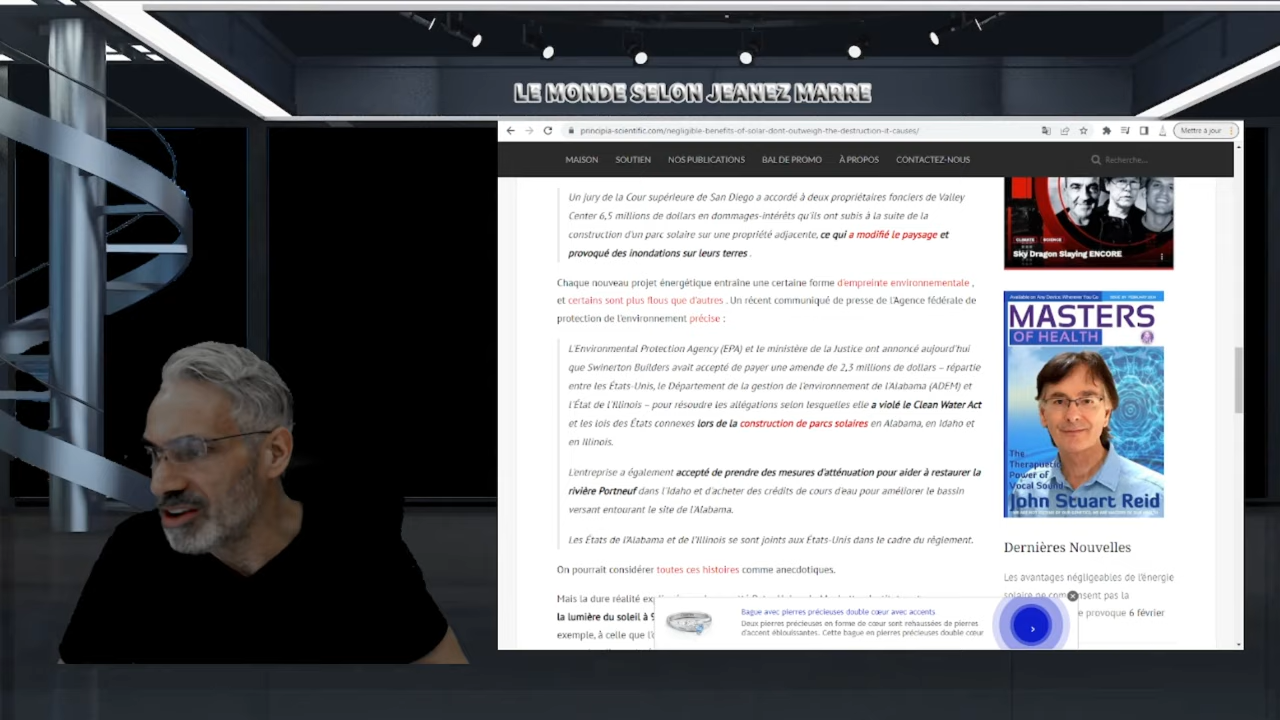 LE MONDE SELON JEANEZ MARRE
principia-scientific.com/negligible-benefits-of-solar-dont-outweigh-the-destruction-it-causes/
Mettre à jour
MAISON SOUTIEN NOS PUBLICATIONS BAL DE PROMO À PROPOS CONTACTEZ-NOUS
Recherche...
Un jury de la Cour supérieure de San Diego a accordé à deux propriétaires fonciers de Valley
Center 6,5 millions de dollars en dommages-intérêts qu'ils ont subis à la suite de la
construction d'un parc solaire sur une propriété adjacente, ce qui a modifié le paysage et
provoqué des inondations sur leurs terres .
Chaque nouveau projet énergétique entraîne une certaine forme d'empreinte environnementale ,
et certains sont plus flous que d'autres . Un récent communiqué de presse de l'Agence fédérale de
protection de l'environnement précise :
L'Environmental Protection Agency (EPA) et le ministère de la Justice ont annoncé aujourd'hui
que Swinerton Builders avait accepté de payer une amende de 2,3 millions de dollars – répartie
entre les États-Unis, le Département de la gestion de l'environnement de l'Alabama (ADEM) et
l'État de l'Illinois – pour résoudre les allégations selon lesquelles elle a violé le Clean Water Act
et les lois des États connexes lors de la construction de parcs solaires en Alabama, en Idaho et
en Illinois.
L'entreprise a également accepté de prendre des mesures d'atténuation pour aider à restaurer la
rivière Portneuf dans l'Idaho et d'acheter des crédits de cours d'eau pour améliorer le bassin
versant entourant le site de l'Alabama.
Les États de l'Alabama et de l'Illinois se sont joints aux États-Unis dans le cadre du règlement.
On pourrait considérer toutes ces histoires comme anecdotiques.
Mais la dure réalité
la lumière du soleil à
exemple, à celle que
Bague avec pierres précieuses double cœur avec accents
Deux pierres précieuses en forme de cœur sont rehaussées de pierres
d'accent éblouissantes. Cette bague en pierres précieuses double cœur
Sky Dragon Slaying ENCORE
MASTERS
OF HEALTH
The
Therapeutic
Power of
Vocal Sound
John Stuart Reid
Dernières Nouvelles
Les avantages négligeables de l'énergie
solaire ne compensent pas la
provoque 6 février